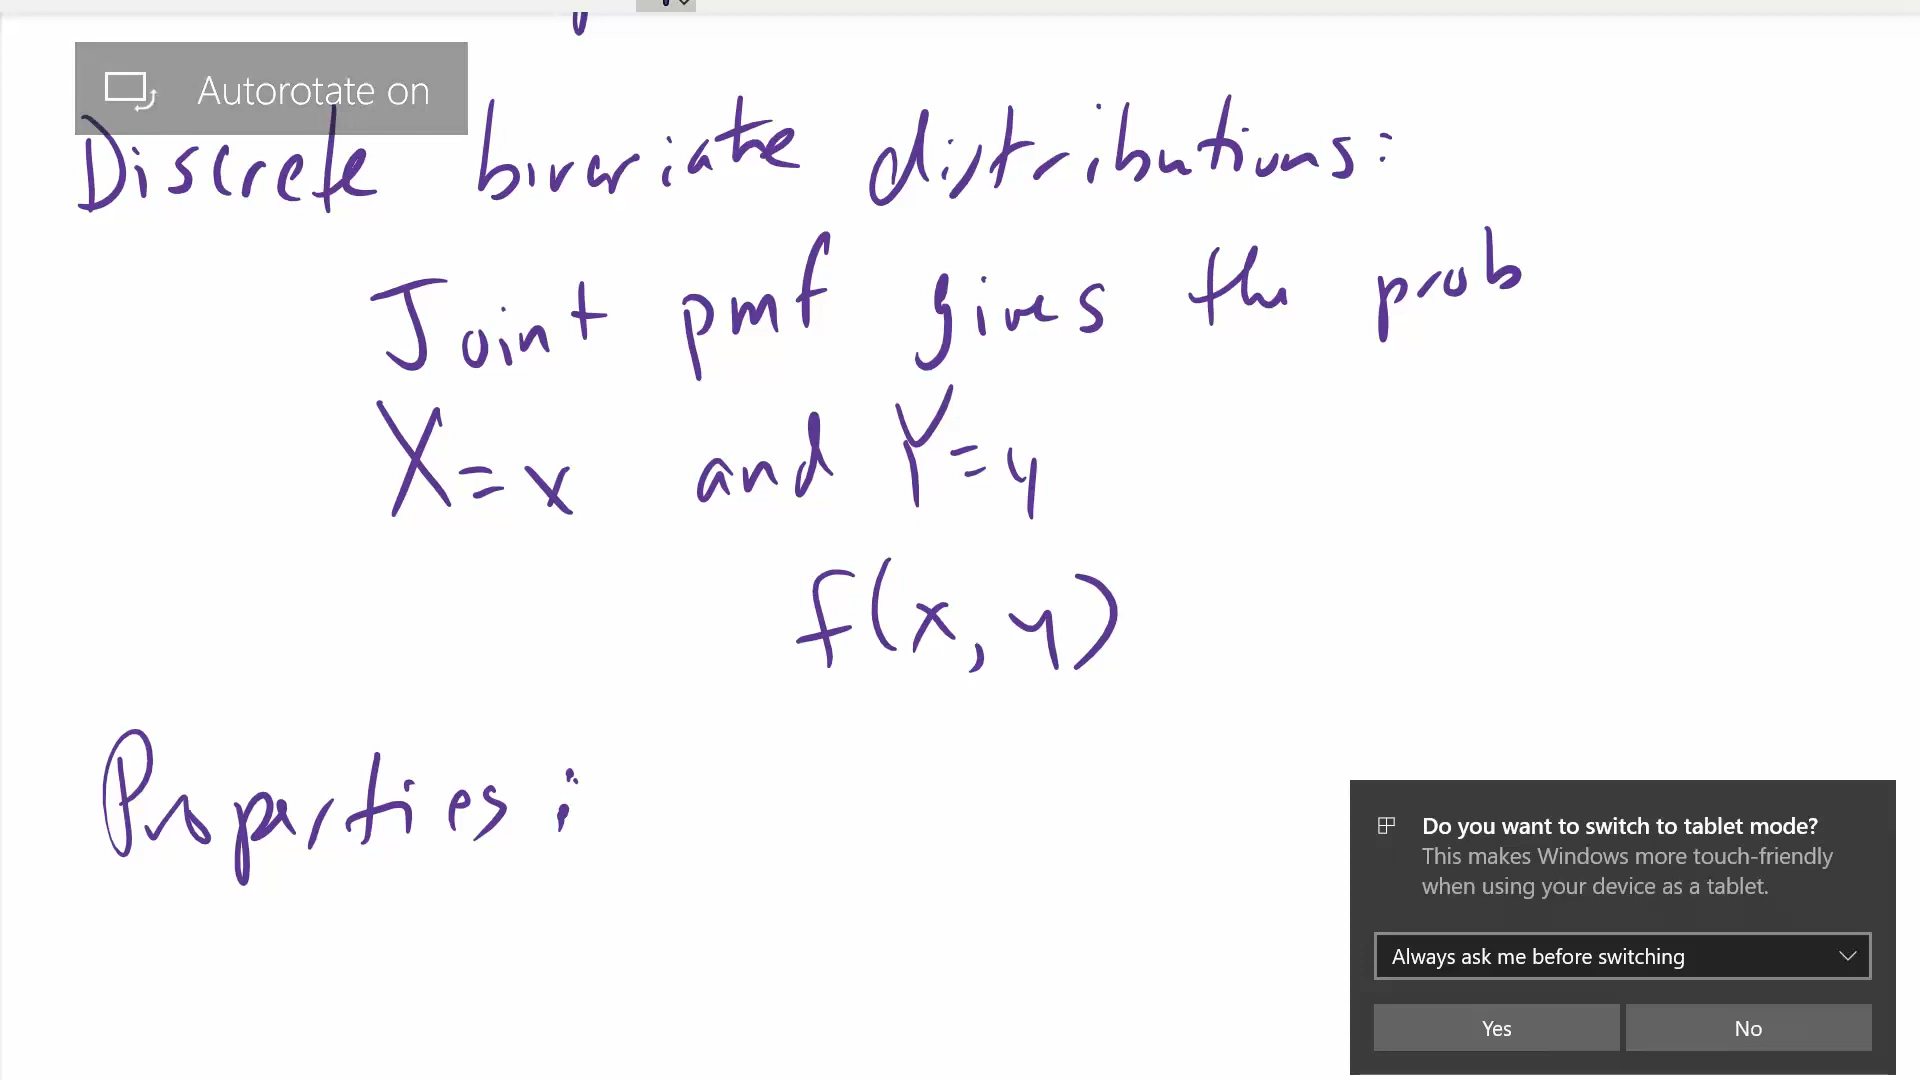 Autorotate on
Discrete bivariate distributions:
Joint pmf gives the prob
X=x and Y=y
f(x,y)
Properties:
Do you want to switch to tablet mode?
This makes Windows more touch-friendly
when using your device as a tablet.
Always ask me before switching
Yes No